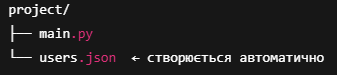 project/
├── main.py
└── users.json ← створюється автоматично